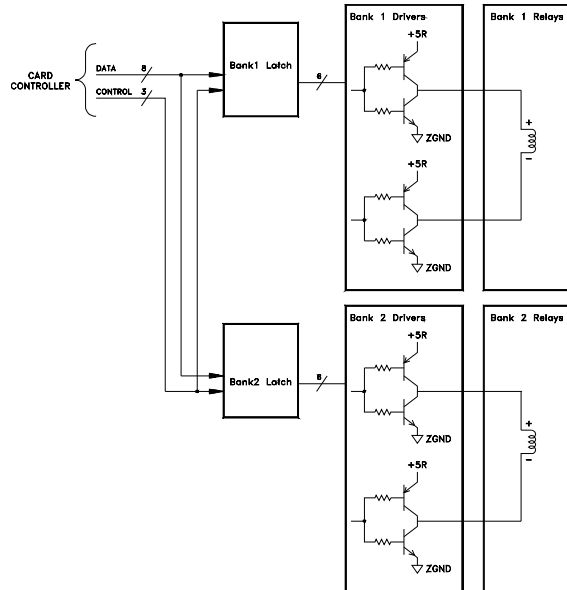 CARD CONTROLLER
DATA 8
CONTROL 3
Bank1 Latch
6
Bank 1 Drivers
+5R
ZGND
+5R
ZGND
Bank 1 Relays
+
-
Bank2 Latch
6
Bank 2 Drivers
+5R
ZGND
+5R
ZGND
Bank 2 Relays
+
-